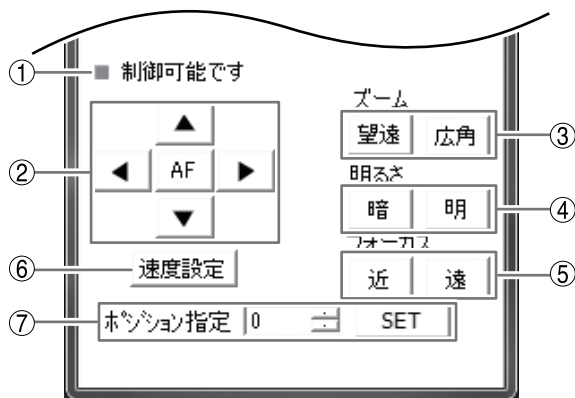 ① 制御可能です
ズーム
望遠 広角 ③
② ▲ ◀ AF ▶ ▼
明るさ
暗 明 ④
フォーカス
近 遠 ⑤
⑥ 速度設定
⑦ ポジション指定 0 SET